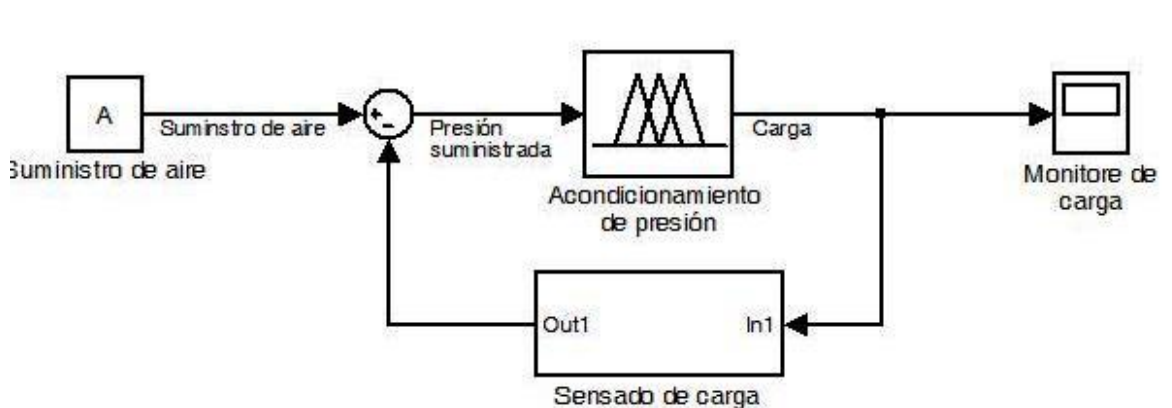 A
Suministro de aire
Suminstro de aire
+
-
Presión
suministrada
Acondicionamiento
de presión
Carga
Monitore de
carga
Out1
In1
Sensado de carga